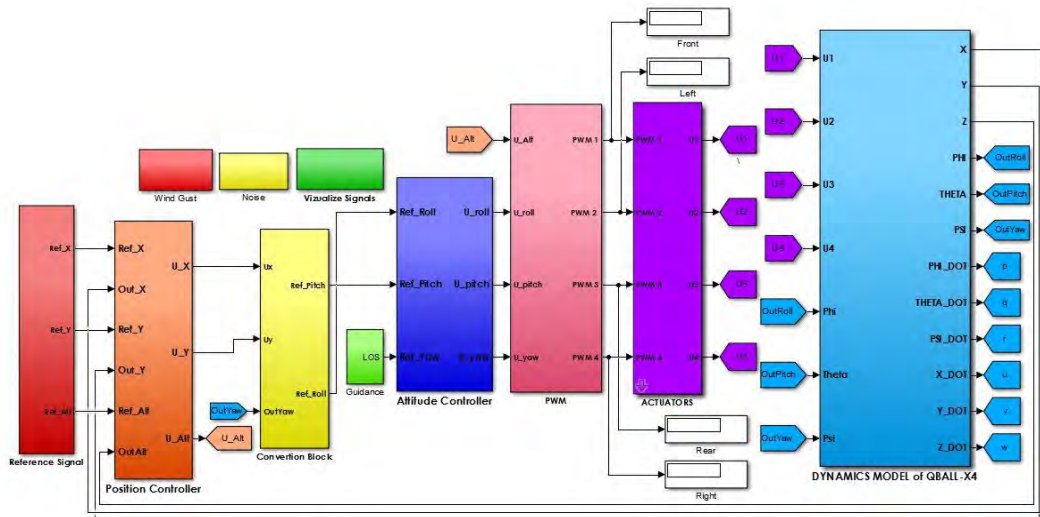 Wind Gust
Noise
Vizualize Signals
Ref_X
Ref_Y
Ref_Alt
Reference Signal
Ref_X
Out_X
Ref_Y
Out_Y
Ref_Alt
OutAlt
U_X
U_Y
U_Alt
Position Controller
U_Alt
Ux
Uy
OutYaw
Ref_Pitch
Ref_Roll
Convertion Block
OutYaw
LOS
Guidance
Ref_Roll
Ref_Pitch
Ref_Yaw
U_roll
U_pitch
U_yaw
Attitude Controller
U_Alt
U_Alt
U_roll
U_pitch
U_yaw
PWM 1
PWM 2
PWM 3
PWM 4
PWM
Front
Left
Rear
Right
PWM 1
PWM 2
PWM 3
PWM 4
U1
U2
U3
U4
ACTUATORS
U1
U2
U3
U1
U2
U4
OutRoll
OutPitch
OutYaw
U1
U2
U3
U4
Phi
Theta
Psi
X
Y
Z
PHI
THETA
PSI
PHI_DOT
THETA_DOT
PSI_DOT
X_DOT
Y_DOT
Z_DOT
DYNAMICS MODEL of QBALL-X4
OutRoll
OutPitch
OutYaw
p
q
r
u
v
w